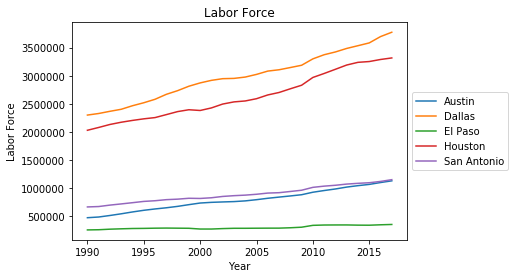 Labor Force
3500000
3000000
2500000
2000000
1500000
1000000
500000
Labor Force
1990
1995
2000
2005
2010
2015
Year
Austin
Dallas
El Paso
Houston
San Antonio